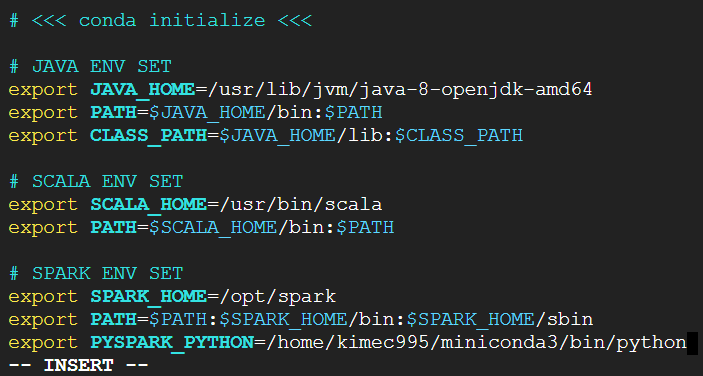 # <<< conda initialize <<<
# JAVA ENV SET
export JAVA_HOME=/usr/lib/jvm/java-8-openjdk-amd64
export PATH=$JAVA_HOME/bin:$PATH
export CLASS_PATH=$JAVA_HOME/lib:$CLASS_PATH
# SCALA ENV SET
export SCALA_HOME=/usr/bin/scala
export PATH=$SCALA_HOME/bin:$PATH
# SPARK ENV SET
export SPARK_HOME=/opt/spark
export PATH=$PATH:$SPARK_HOME/bin:$SPARK_HOME/sbin
export PYSPARK_PYTHON=/home/kimec995/miniconda3/bin/python
-- INSERT --